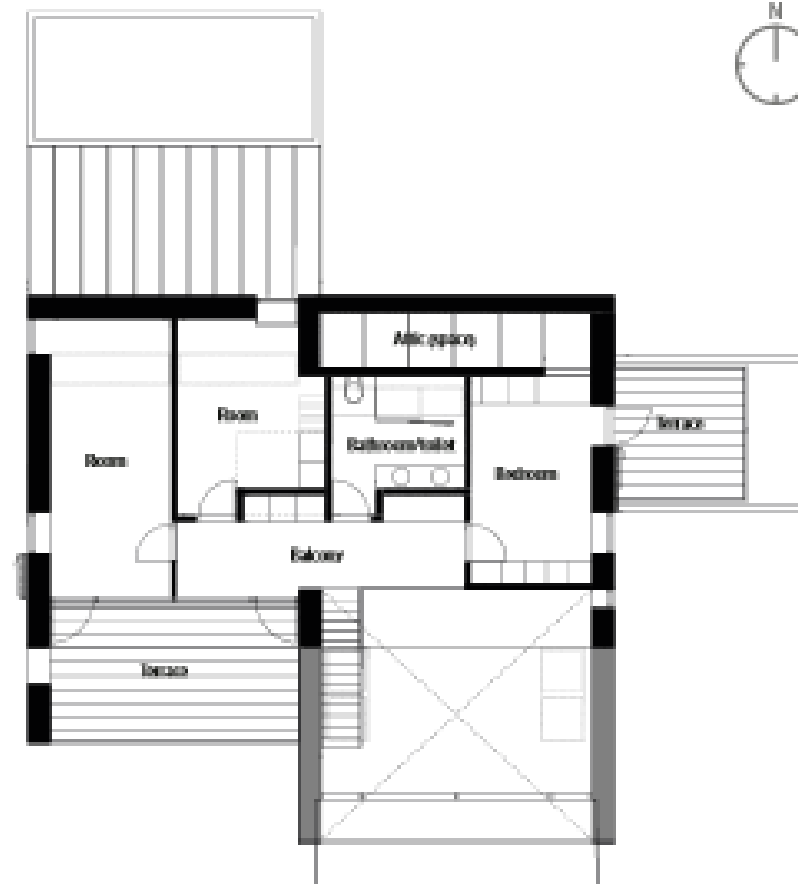 N
Attic (space)
Room
Terrace
Bathroom/toilet
Room
Bedroom
Balcony
Terrace